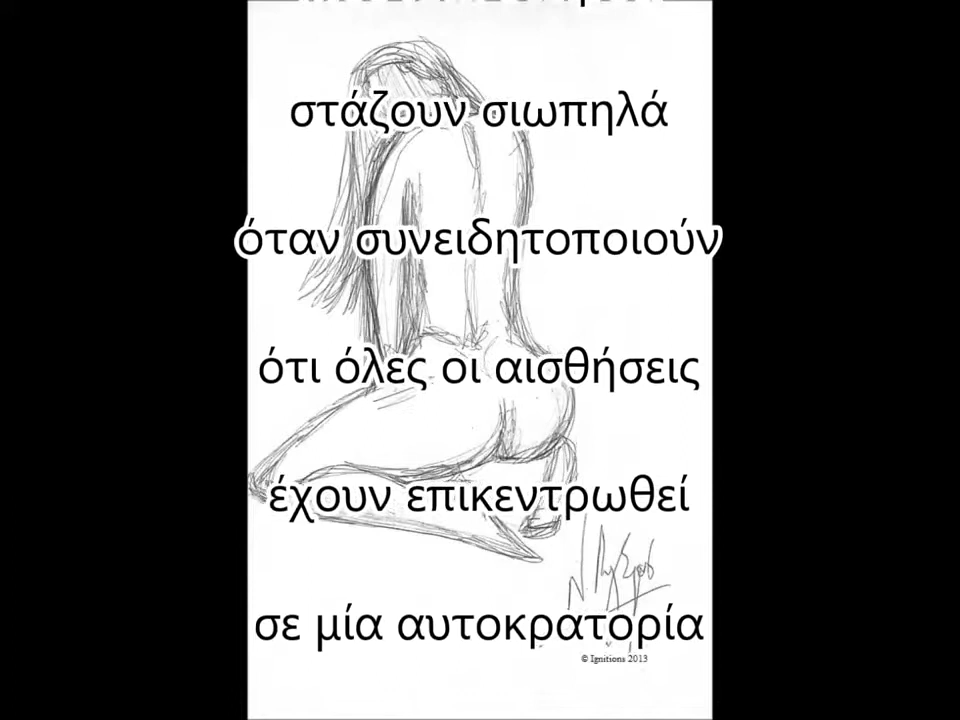 στάζουν σιωπηλά
όταν συνειδητοποιούν
ότι όλες οι αισθήσεις
έχουν επικεντρωθεί
σε μία αυτοκρατορία
© Ignitions 2013